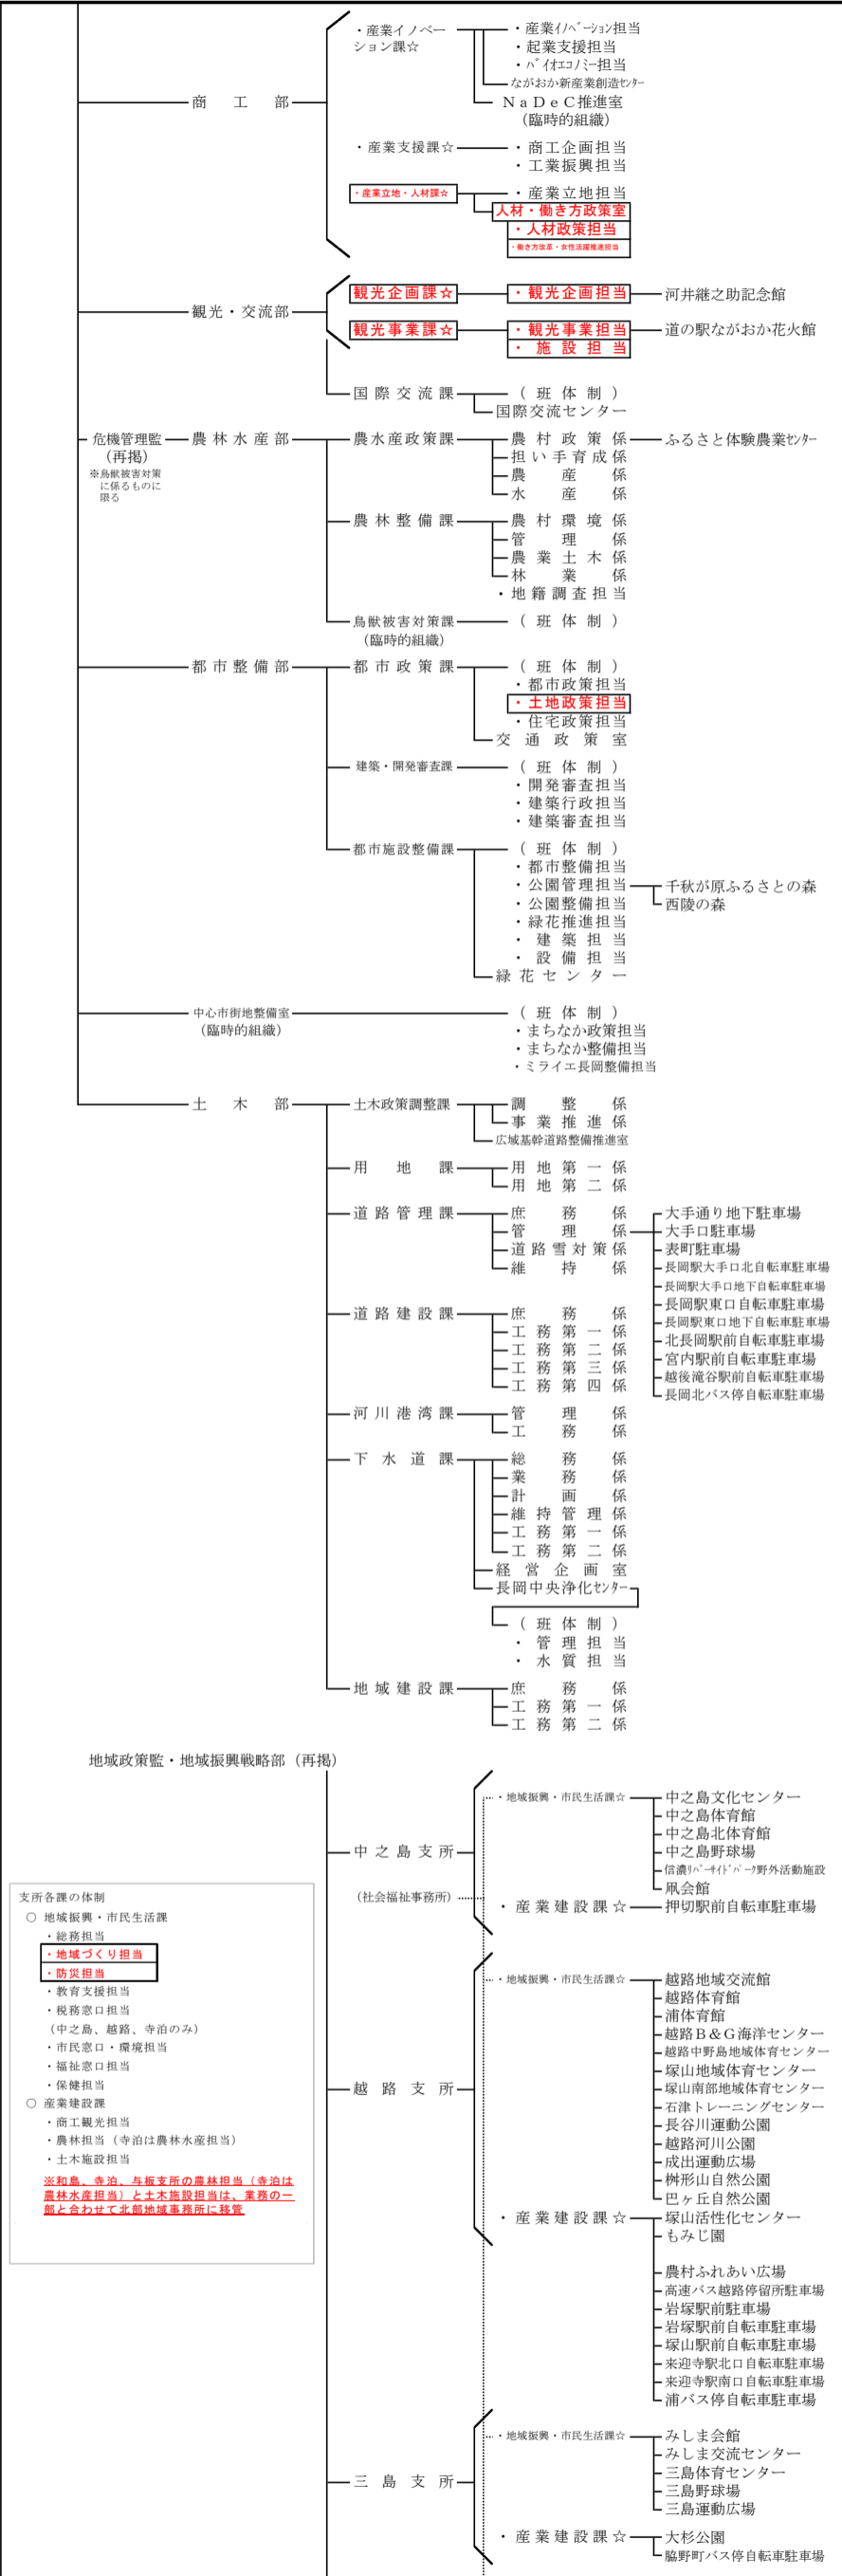 ・産業イノベー
ション課☆
・産業ｲﾉﾍﾞｰｼｮﾝ担当
・起業支援担当
・ﾊﾞｲｵｴｺﾉﾐｰ担当
ながおか新産業創造ｾﾝﾀｰ
商工部
ＮａＤｅＣ推進室
（臨時的組織）
・産業支援課☆
・商工企画担当
・工業振興担当
・産業立地・人材課☆
・産業立地担当
人材・働き方政策室
・人材政策担当
・働き方改革・女性活躍推進担当
観光・交流部
観光企画課☆
・観光企画担当
河井継之助記念館
観光事業課☆
・観光事業担当
道の駅ながおか花火館
・施設担当
国際交流課
（班体制）
国際交流センター
危機管理監
（再掲）
※鳥獣被害対策
に係るものに
限る
農林水産部
農水産政策課
農村政策係
ふるさと体験農業ｾﾝﾀｰ
担い手育成係
農産係
水産係
農林整備課
農村環境係
管理係
農業土木係
林業係
・地籍調査担当
鳥獣被害対策課
（臨時的組織）
（班体制）
都市整備部
都市政策課
（班体制）
・都市政策担当
・土地政策担当
・住宅政策担当
交通政策室
建築・開発審査課
（班体制）
・開発審査担当
・建築行政担当
・建築審査担当
都市施設整備課
（班体制）
・都市整備担当
・公園管理担当
千秋が原ふるさとの森
西陵の森
・公園整備担当
・緑花推進担当
・建築担当
・設備担当
緑花センター
中心市街地整備室
（臨時的組織）
（班体制）
・まちなか政策担当
・まちなか整備担当
・ミライエ長岡整備担当
土木部
土木政策調整課
調整係
事業推進係
広域基幹道路整備推進室
用地課
用地第一係
用地第二係
道路管理課
庶務係
管理係
道路雪対策係
維持係
大手通り地下駐車場
大手口駐車場
表町駐車場
長岡駅大手口北自転車駐車場
長岡駅大手口地下自転車駐車場
長岡駅東口自転車駐車場
長岡駅東口地下自転車駐車場
北長岡駅前自転車駐車場
宮内駅前自転車駐車場
越後滝谷駅前自転車駐車場
長岡北バス停自転車駐車場
道路建設課
庶務係
工務第一係
工務第二係
工務第三係
工務第四係
河川港湾課
管理係
工務係
下水道課
総務係
業務係
計画係
維持管理係
工務第一係
工務第二係
経営企画室
長岡中央浄化ｾﾝﾀｰ
（班体制）
・管理担当
・水質担当
地域建設課
庶務係
工務第一係
工務第二係
地域政策監・地域振興戦略部（再掲）
中之島支所
（社会福祉事務所）
・地域振興・市民生活課☆
中之島文化センター
中之島体育館
中之島北体育館
中之島野球場
信濃ﾘﾊﾞｰｻｲﾄﾞﾊﾟｰｸ野外活動施設
凧会館
・産業建設課☆
押切駅前自転車駐車場
支所各課の体制
○ 地域振興・市民生活課
・総務担当
・地域づくり担当
・防災担当
・教育支援担当
・税務窓口担当
（中之島、越路、寺泊のみ）
・市民窓口・環境担当
・福祉窓口担当
・保健担当
○ 産業建設課
・商工観光担当
・農林担当（寺泊は農林水産担当）
・土木施設担当
※和島、寺泊、与板支所の農林担当（寺泊は
農林水産担当）と土木施設担当は、業務の一
部と合わせて北部地域事務所に移管
越路支所
・地域振興・市民生活課☆
越路地域交流館
越路体育館
浦体育館
越路Ｂ＆Ｇ海洋センター
越路中野島地域体育センター
塚山地域体育センター
塚山南部地域体育センター
石津トレーニングセンター
長谷川運動公園
越路河川公園
成出運動広場
桝形山自然公園
巴ヶ丘自然公園
・産業建設課☆
塚山活性化センター
もみじ園
農村ふれあい広場
高速バス越路停留所駐車場
岩塚駅前駐車場
岩塚駅前自転車駐車場
塚山駅前自転車駐車場
来迎寺駅北口自転車駐車場
来迎寺駅南口自転車駐車場
浦バス停自転車駐車場
三島支所
・地域振興・市民生活課☆
みしま会館
みしま交流センター
三島体育センター
三島野球場
三島運動広場
・産業建設課☆
大杉公園
脇野町バス停自転車駐車場